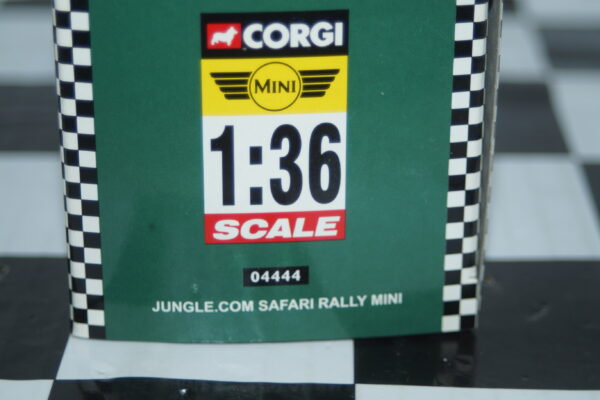 CORGI
MINI
1:36
SCALE
04444
JUNGLE.COM SAFARI RALLY MINI